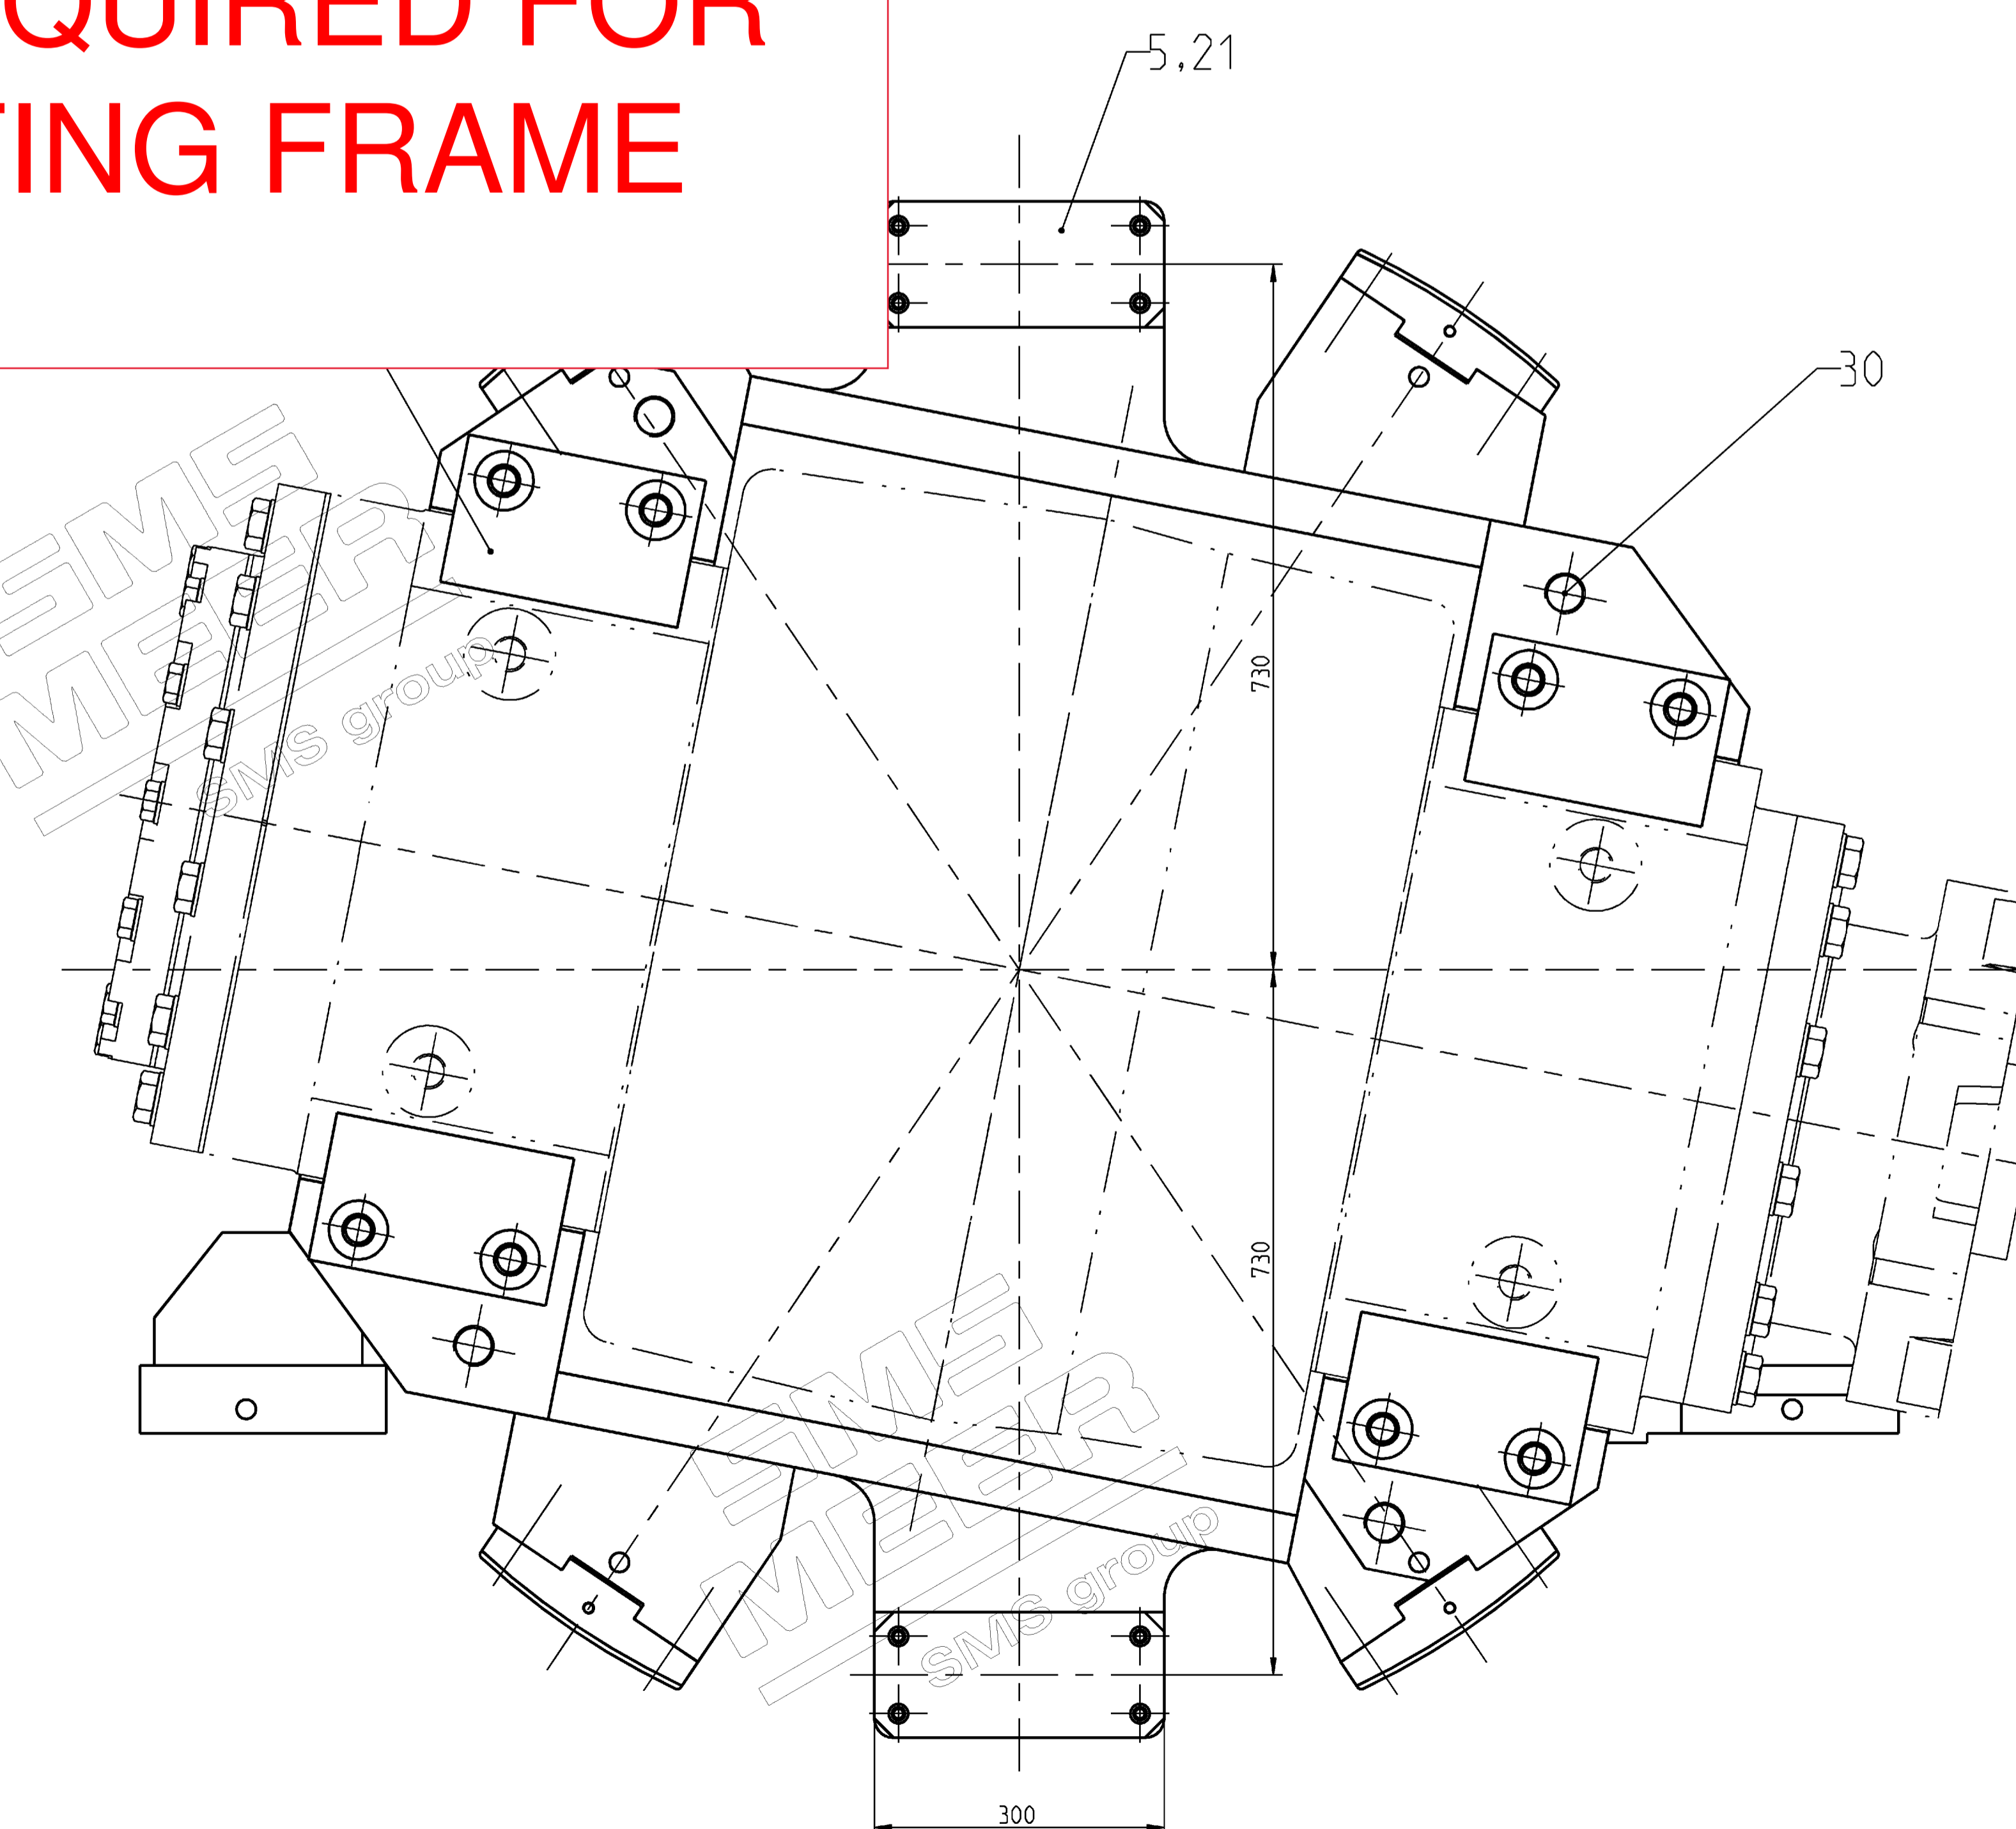 QUIRED FOR
TING FRAME
5,21
30
730
SMS
MEER
SMS group
730
SMS
MEER
SMS group
300